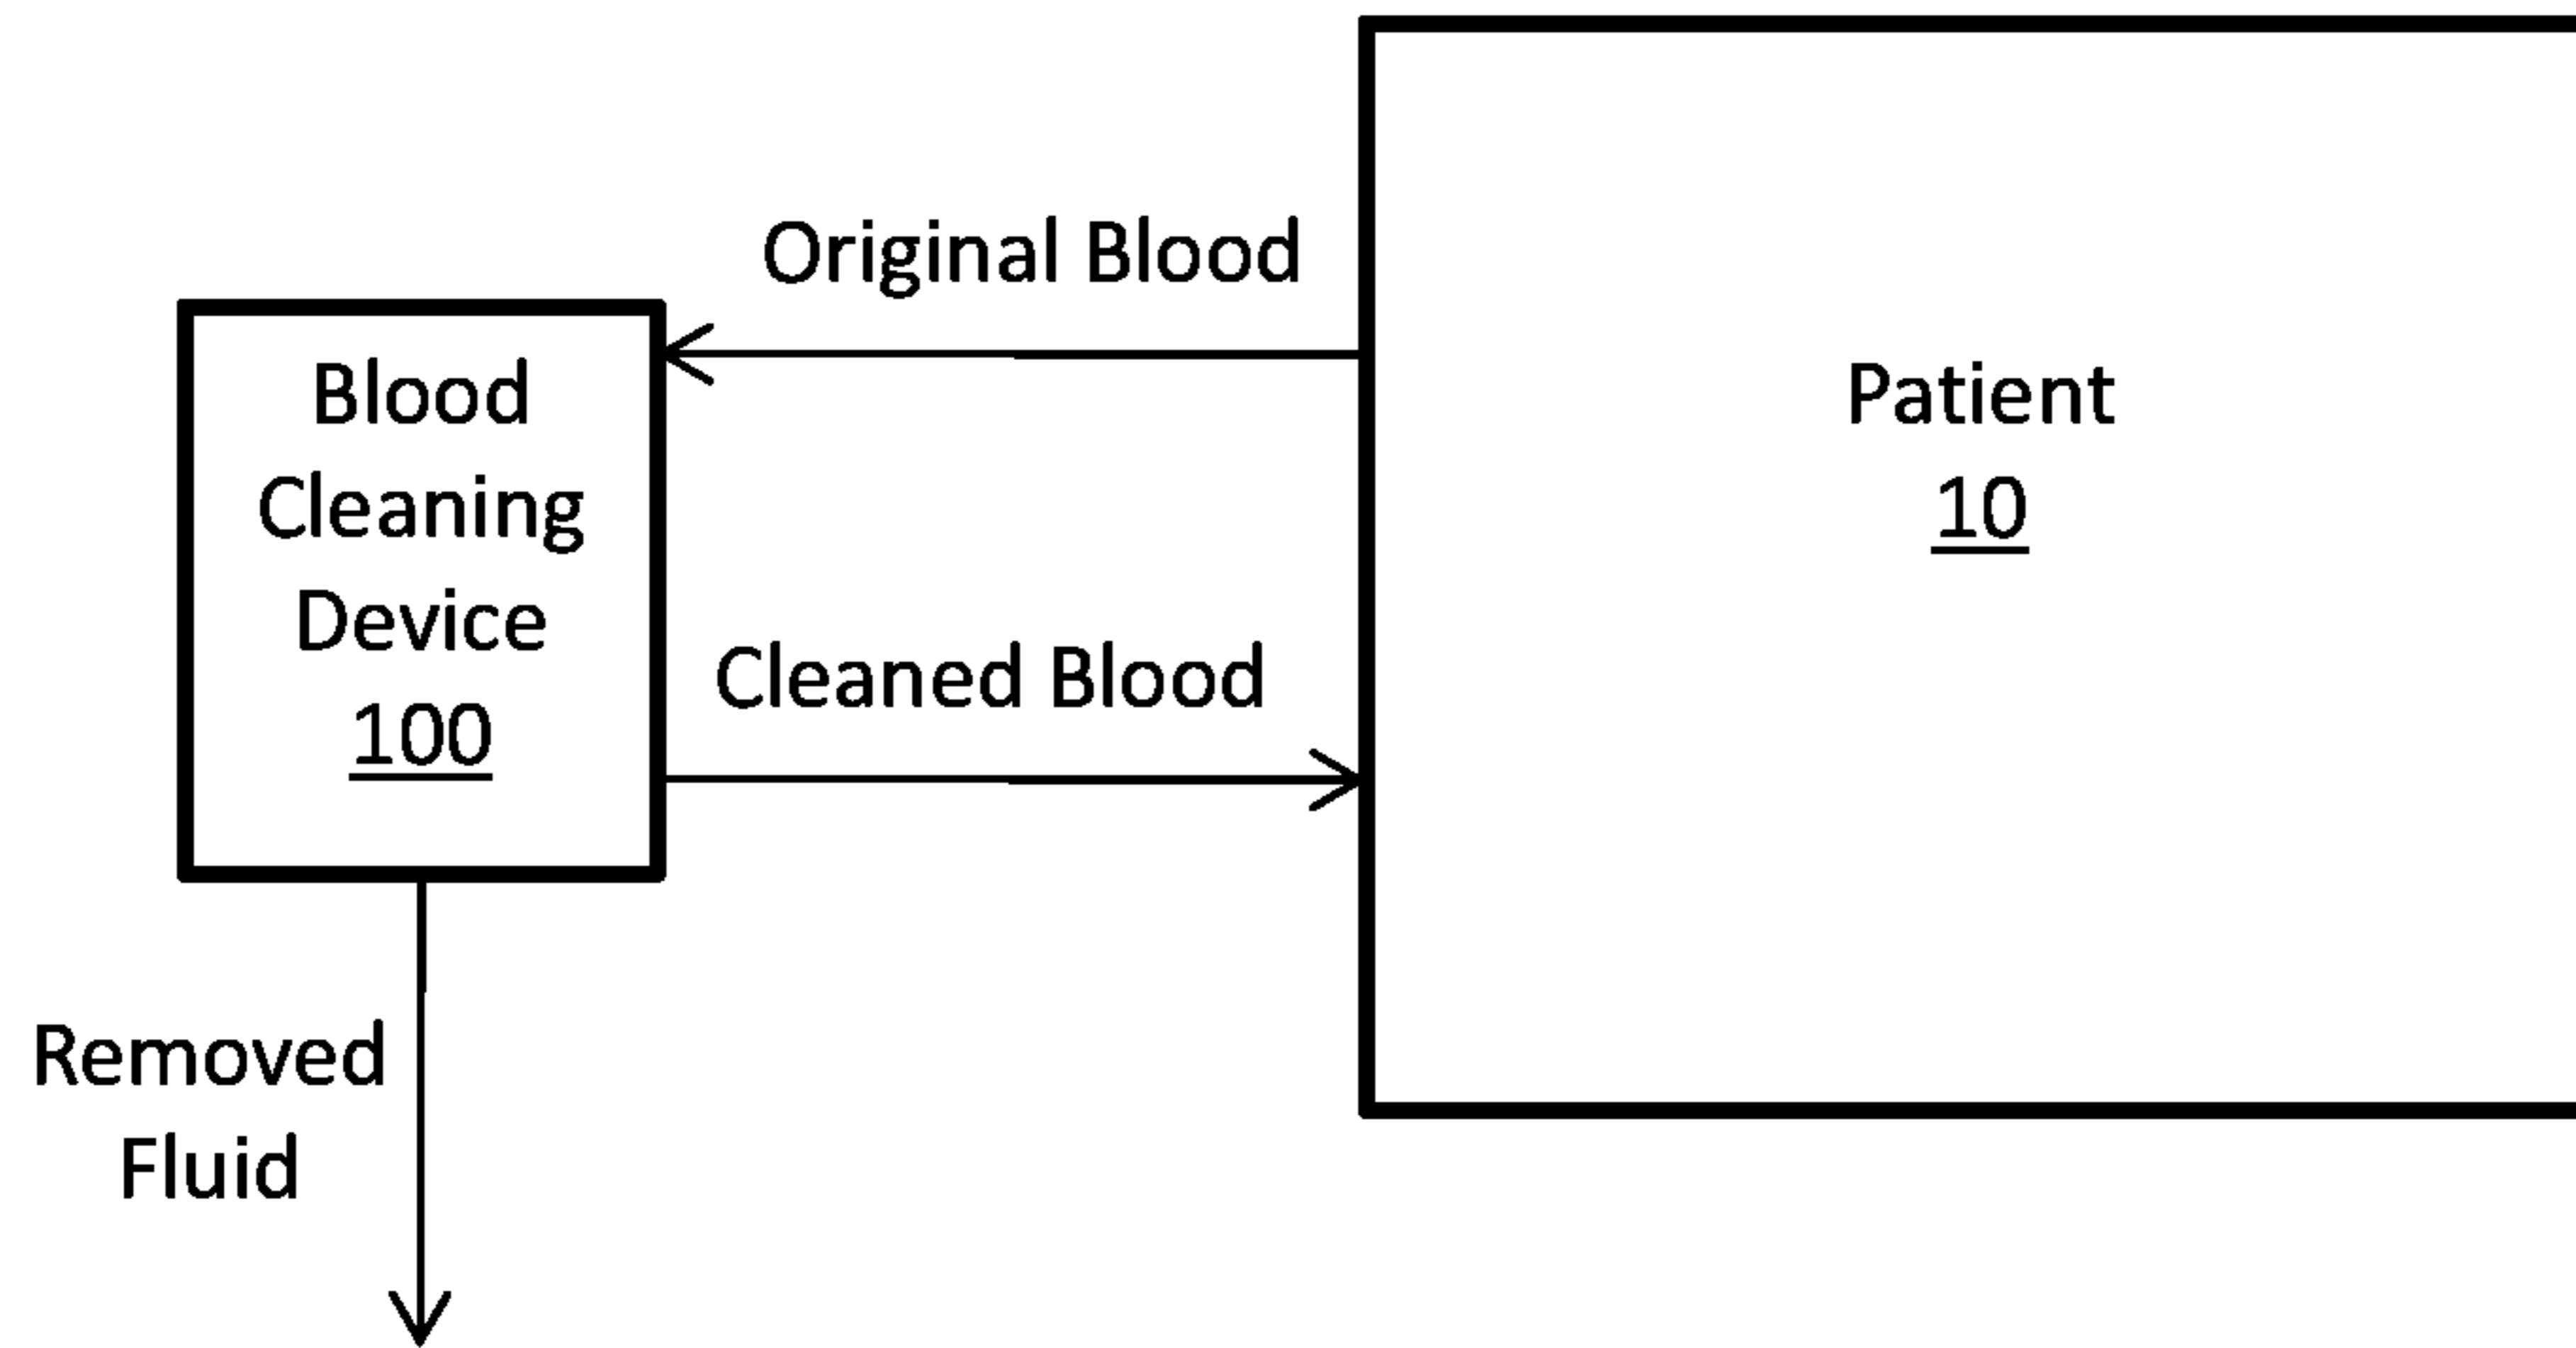 Original Blood
Blood
Cleaning
Device
100
Patient
10
Cleaned Blood
Removed
Fluid